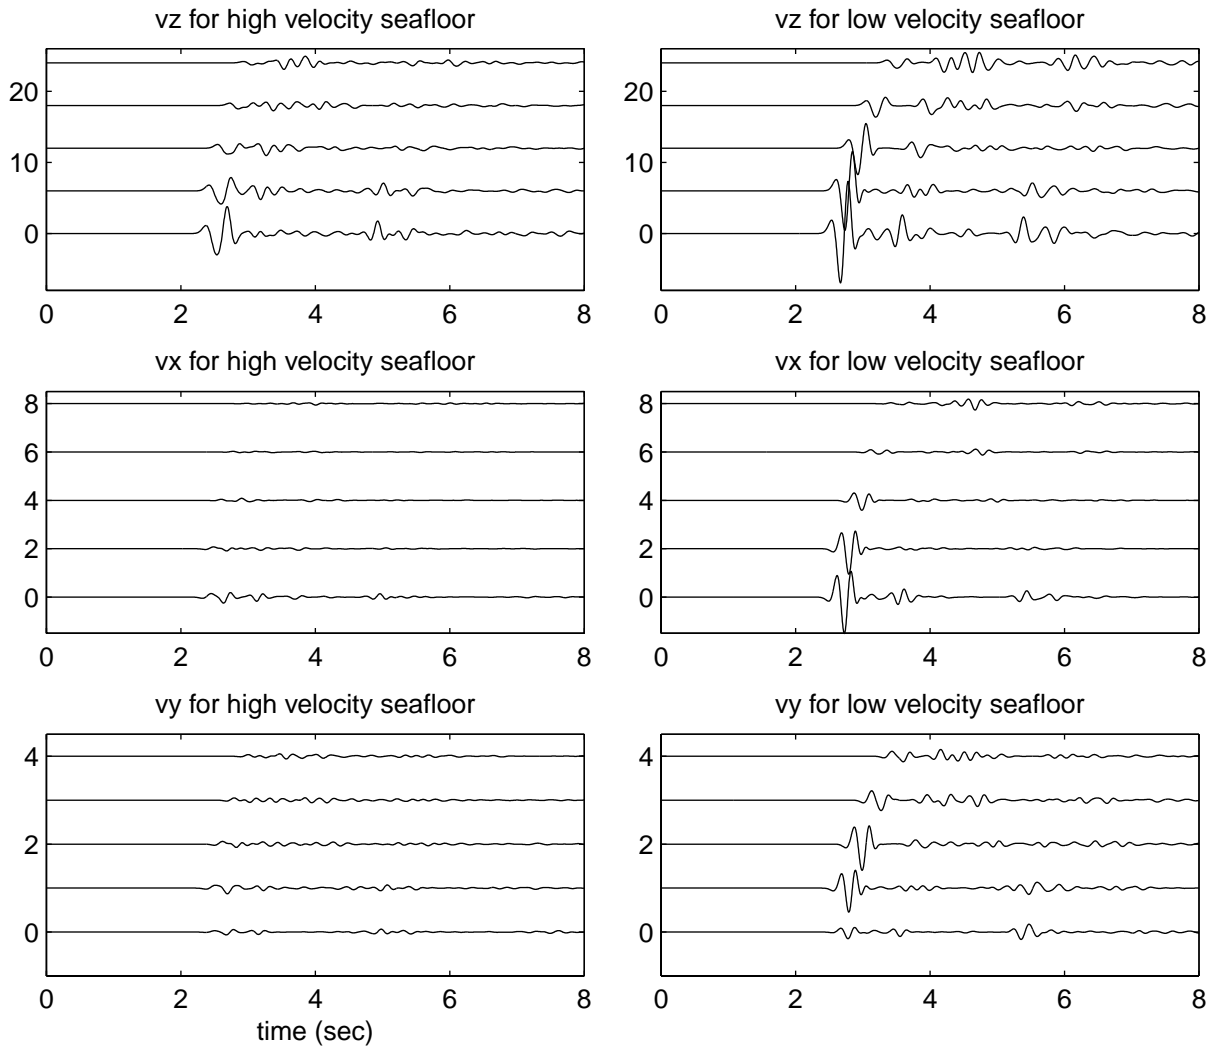 vz for high velocity seafloor
vz for low velocity seafloor
20
10
0
0 2 4 6 8
20
10
0
0 2 4 6 8
vx for high velocity seafloor
vx for low velocity seafloor
8
6
4
2
0
0 2 4 6 8
8
6
4
2
0
0 2 4 6 8
vy for high velocity seafloor
vy for low velocity seafloor
4
2
0
0 2 4 6 8
time (sec)
4
2
0
0 2 4 6 8